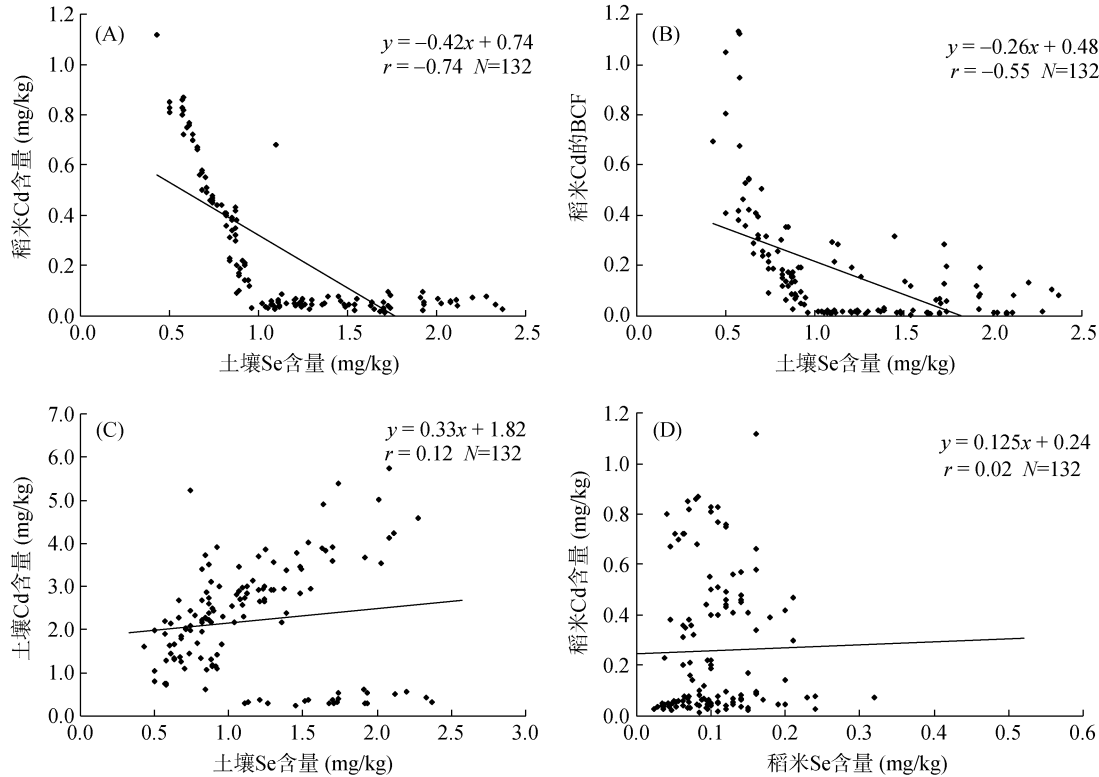 (A)
y = –0.42x + 0.74
r = –0.74 N=132
稻米Cd含量 (mg/kg)
1.2
1.0
0.8
0.6
0.4
0.2
0.0
0.0 0.5 1.0 1.5 2.0 2.5
土壤Se含量 (mg/kg)
(B)
y = –0.26x + 0.48
r = –0.55 N=132
稻米Cd的BCF
1.2
1.0
0.8
0.6
0.4
0.2
0.0
0.0 0.5 1.0 1.5 2.0 2.5
土壤Se含量 (mg/kg)
(C)
y = 0.33x + 1.82
r = 0.12 N=132
土壤Cd含量 (mg/kg)
7.0
6.0
5.0
4.0
3.0
2.0
1.0
0.0
0.0 0.5 1.0 1.5 2.0 2.5 3.0
土壤Se含量 (mg/kg)
(D)
y = 0.125x + 0.24
r = 0.02 N=132
稻米Cd含量 (mg/kg)
1.2
1.0
0.8
0.6
0.4
0.2
0.0
0.0 0.1 0.2 0.3 0.4 0.5 0.6
稻米Se含量 (mg/kg)